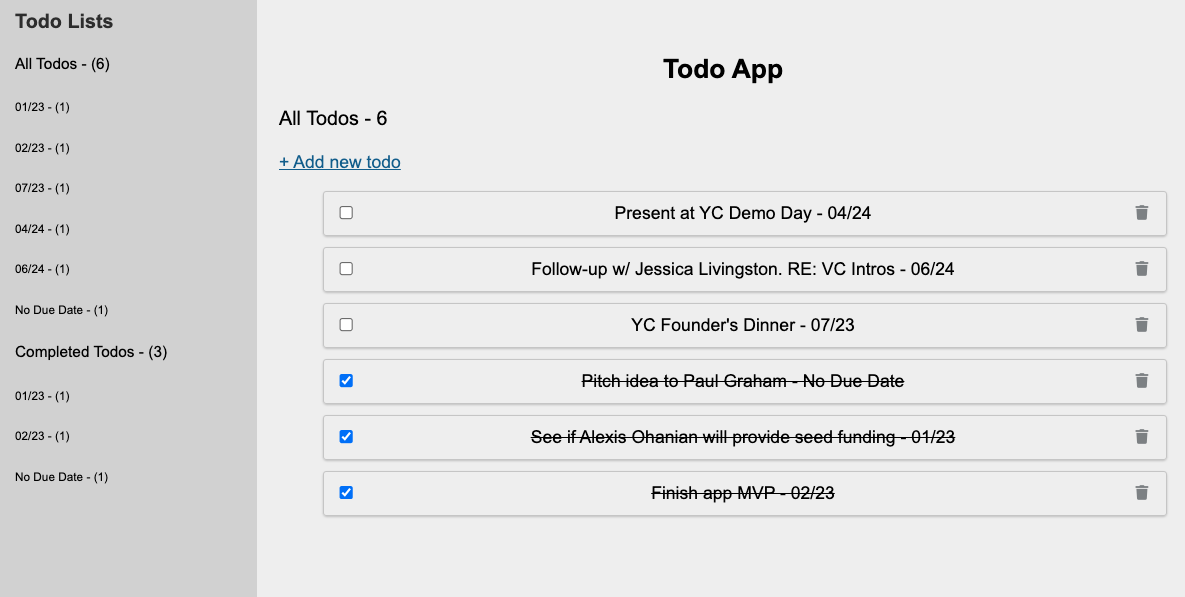 Todo Lists
All Todos - (6)
01/23 - (1)
02/23 - (1)
07/23 - (1)
04/24 - (1)
06/24 - (1)
No Due Date - (1)
Completed Todos - (3)
01/23 - (1)
02/23 - (1)
No Due Date - (1)
Todo App
All Todos - 6
+ Add new todo
Present at YC Demo Day - 04/24
Follow-up w/ Jessica Livingston. RE: VC Intros - 06/24
YC Founder's Dinner - 07/23
Pitch idea to Paul Graham - No Due Date
See if Alexis Ohanian will provide seed funding - 01/23
Finish app MVP - 02/23